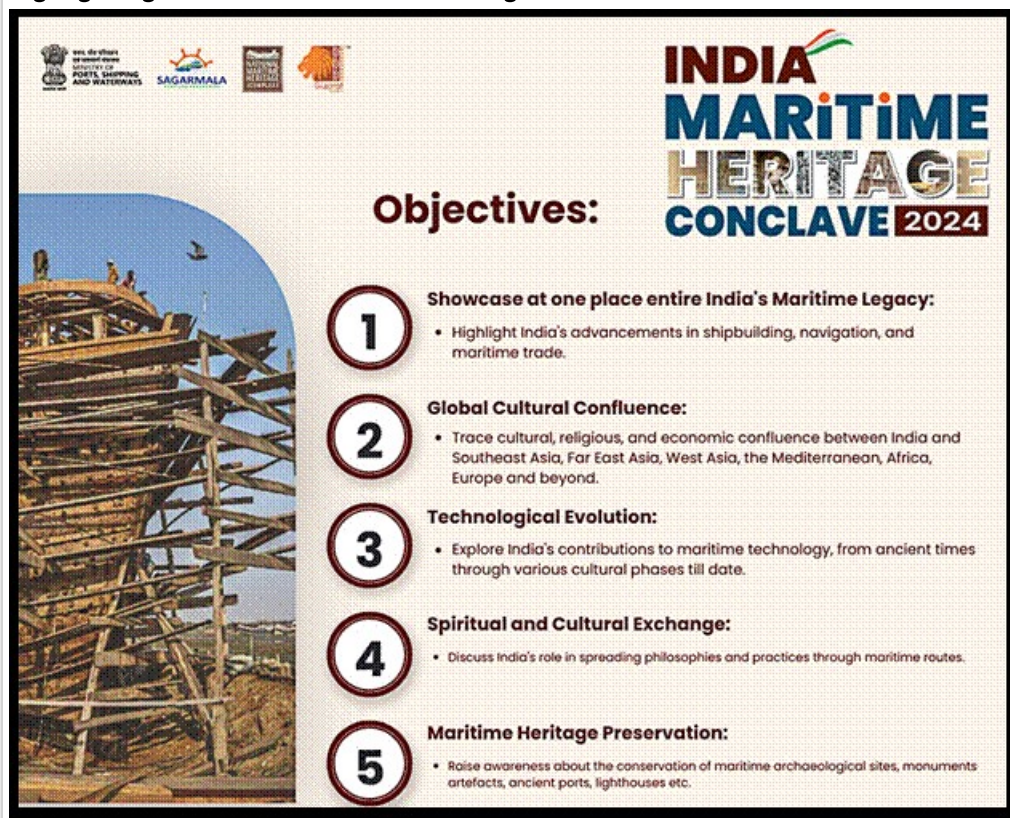 MINISTRY OF
PORTS, SHIPPING
AND WATERWAYS
SAGARMALA
NATIONAL
MARITIME
HERITAGE
COMPLEX
INDIA
MARiTiME
HERITAGE
CONCLAVE 2024
Objectives:
1
Showcase at one place entire India's Maritime Legacy:
• Highlight India's advancements in shipbuilding, navigation, and
maritime trade.
2
Global Cultural Confluence:
• Trace cultural, religious, and economic confluence between India and
Southeast Asia, Far East Asia, West Asia, the Mediterranean, Africa,
Europe and beyond.
3
Technological Evolution:
• Explore India's contributions to maritime technology, from ancient times
through various cultural phases till date.
4
Spiritual and Cultural Exchange:
• Discuss India's role in spreading philosophies and practices through maritime routes.
5
Maritime Heritage Preservation:
• Raise awareness about the conservation of maritime archaeological sites, monuments
artefacts, ancient ports, lighthouses etc.